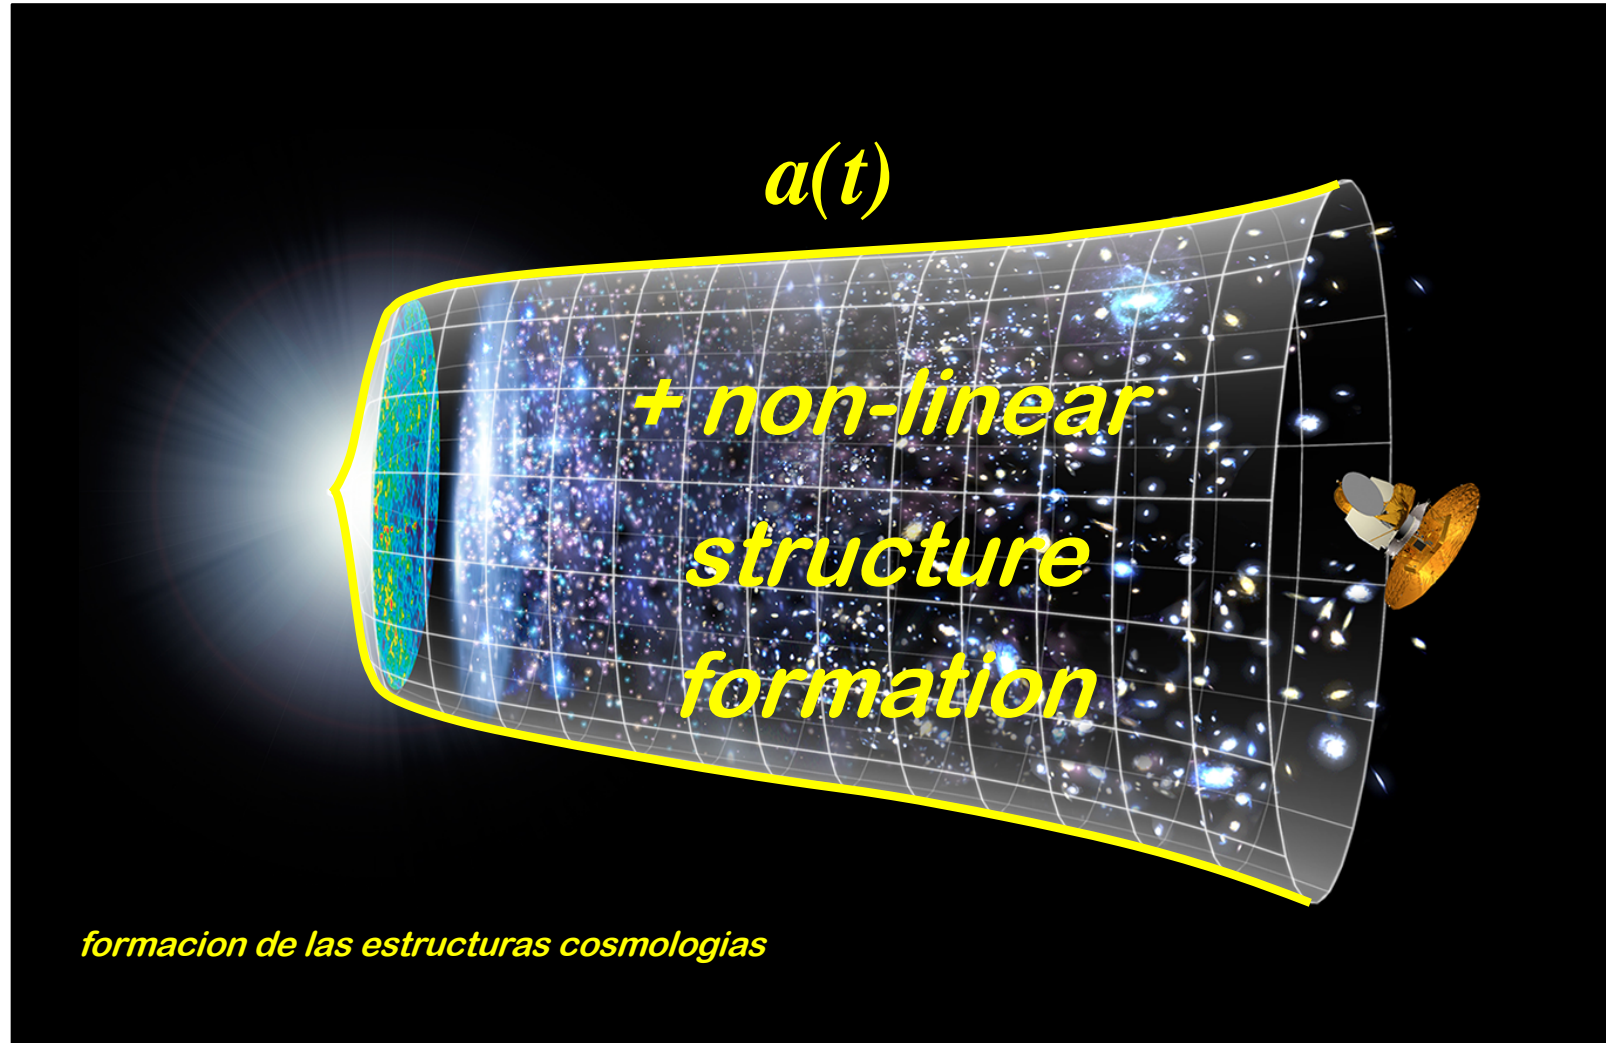 a(t)
+ non-linear
structure
formation
formacion de las estructuras cosmologias